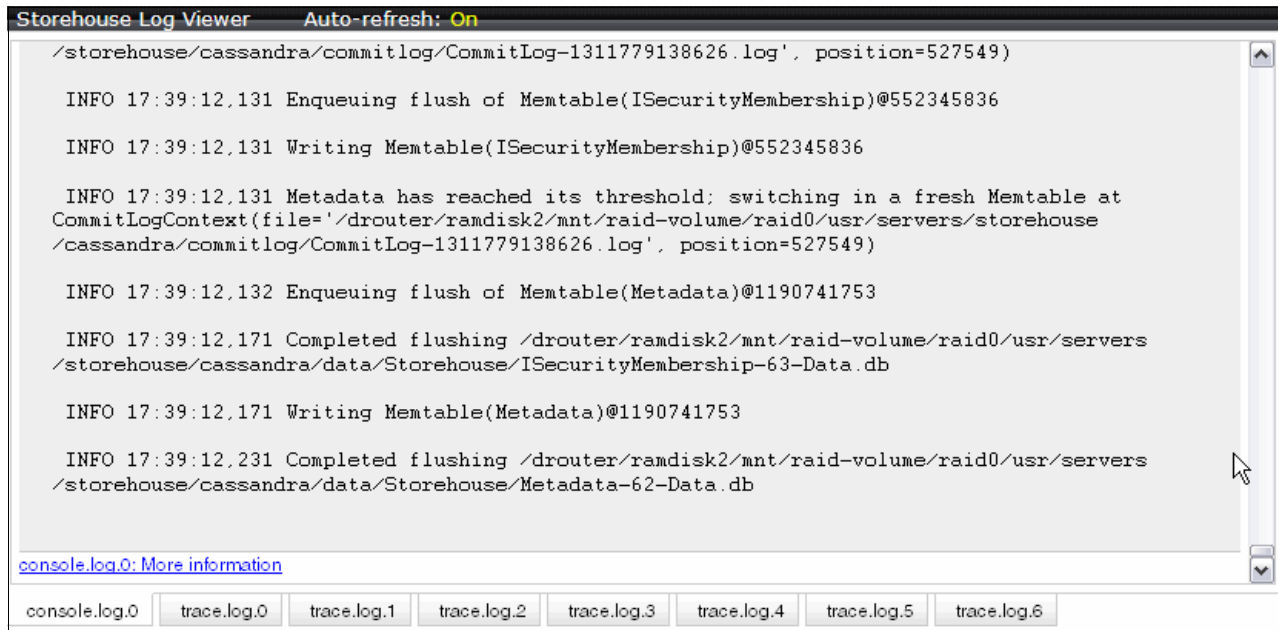 Storehouse Log Viewer Auto-refresh: On
/storehouse/cassandra/commitlog/CommitLog-1311779138626.log', position=527549)
INFO 17:39:12,131 Enqueuing flush of Memtable(ISecurityMembership)@552345836
INFO 17:39:12,131 Writing Memtable(ISecurityMembership)@552345836
INFO 17:39:12,131 Metadata has reached its threshold; switching in a fresh Memtable at
CommitLogContext(file='/drouter/ramdisk2/mnt/raid-volume/raid0/usr/servers/storehouse
/cassandra/commitlog/CommitLog-1311779138626.log', position=527549)
INFO 17:39:12,132 Enqueuing flush of Memtable(Metadata)@1190741753
INFO 17:39:12,171 Completed flushing /drouter/ramdisk2/mnt/raid-volume/raid0/usr/servers
/storehouse/cassandra/data/Storehouse/ISecurityMembership-63-Data.db
INFO 17:39:12,171 Writing Memtable(Metadata)@1190741753
INFO 17:39:12,231 Completed flushing /drouter/ramdisk2/mnt/raid-volume/raid0/usr/servers
/storehouse/cassandra/data/Storehouse/Metadata-62-Data.db
console.log.0: More information
console.log.0 trace.log.0 trace.log.1 trace.log.2 trace.log.3 trace.log.4 trace.log.5 trace.log.6